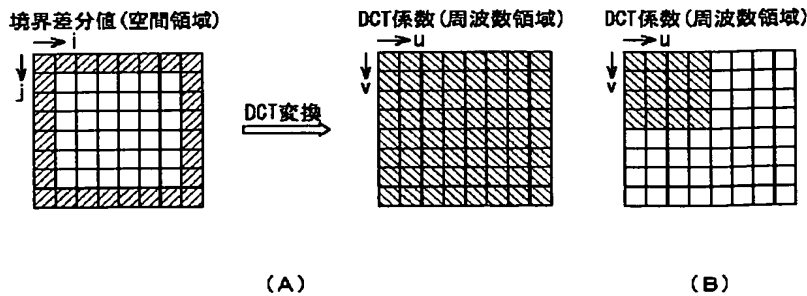 境界差分値(空間領域)
i
j
DCT変換
DCT係数(周波数領域)
u
v
DCT係数(周波数領域)
u
v
(A)
(B)